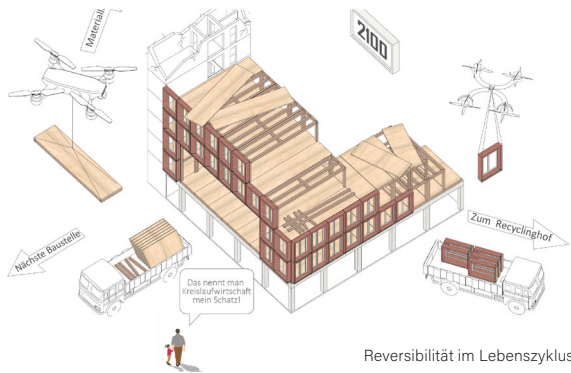 Materiall
2100
Nächste Baustelle
Zum Recyclinghof
Das nennt man
Kreislaufwirtschaft
mein Schatz!
Reversibilität im Lebenszyklus